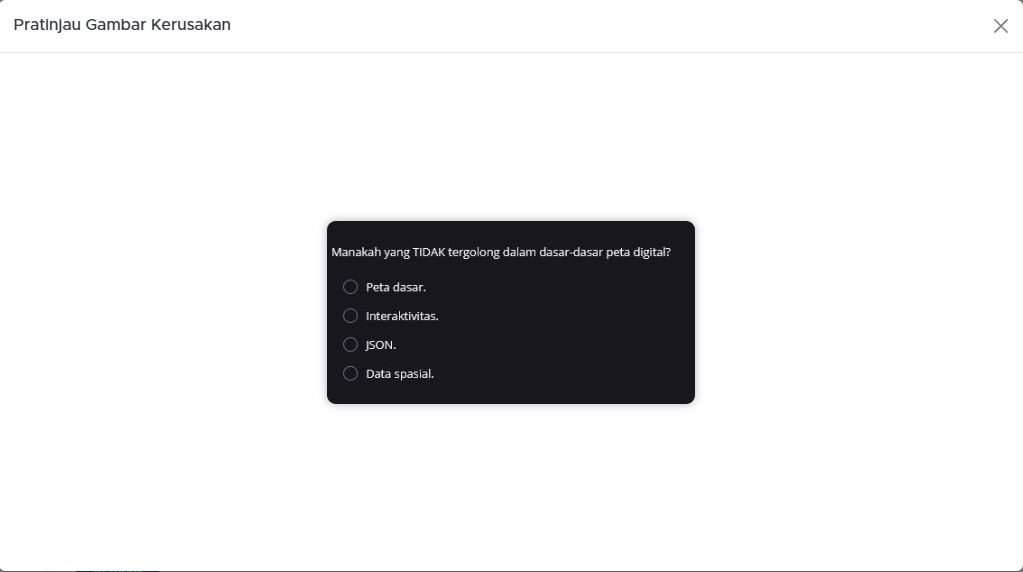 Pratinjau Gambar Kerusakan
Manakah yang TIDAK tergolong dalam dasar-dasar peta digital?
Peta dasar.
Interaktivitas.
JSON.
Data spasial.